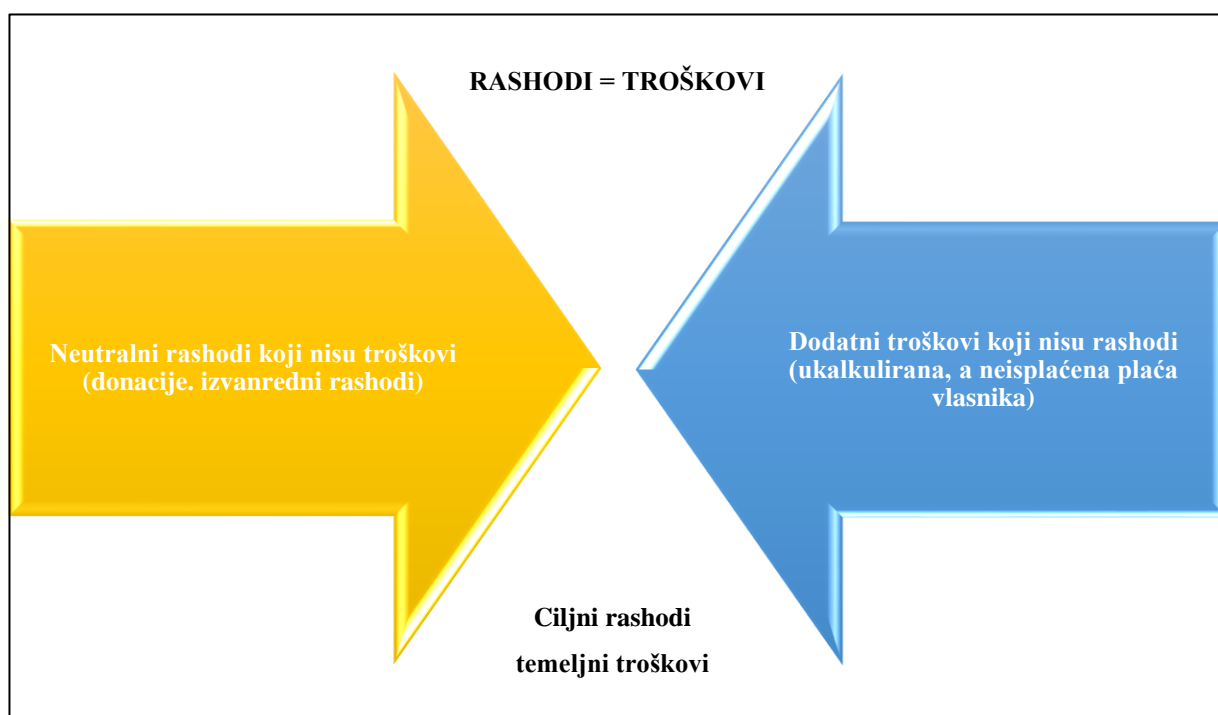 RASHODI = TROŠKOVI
Neutralni rashodi koji nisu troškovi
(donacije. izvanredni rashodi)
Dodatni troškovi koji nisu rashodi
(ukalkulirana, a neisplaćena plaća
vlasnika)
Ciljni rashodi
temeljni troškovi